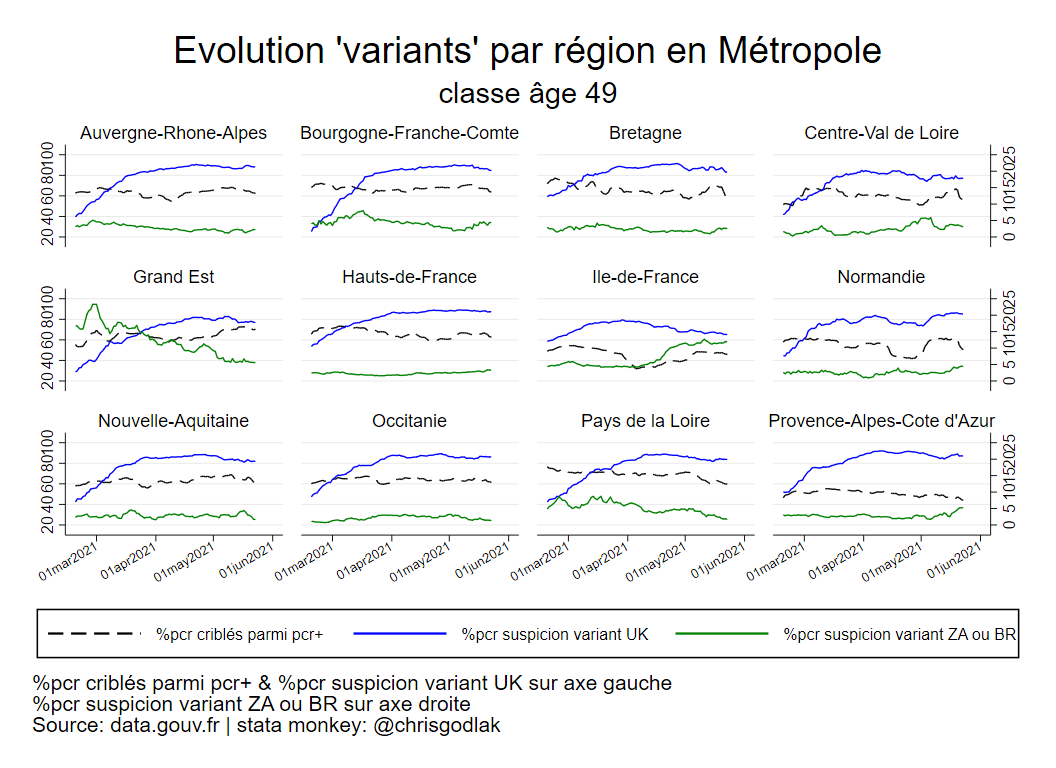 Evolution 'variants' par région en Métropole
classe âge 49
Auvergne-Rhone-Alpes Bourgogne-Franche-Comte Bretagne Centre-Val de Loire
20 40 60 80 100
0 5 10 15 20 25
Grand Est Hauts-de-France Ile-de-France Normandie
20 40 60 80 100
0 5 10 15 20 25
Nouvelle-Aquitaine Occitanie Pays de la Loire Provence-Alpes-Cote d'Azur
20 40 60 80 100
0 5 10 15 20 25
01mar2021 01apr2021 01may2021 01jun2021 01mar2021 01apr2021 01may2021 01jun2021 01mar2021 01apr2021 01may2021 01jun2021 01mar2021 01apr2021 01may2021 01jun2021
%pcr criblés parmi pcr+ %pcr suspicion variant UK %pcr suspicion variant ZA ou BR
%pcr criblés parmi pcr+ & %pcr suspicion variant UK sur axe gauche
%pcr suspicion variant ZA ou BR sur axe droite
Source: data.gouv.fr | stata monkey: @chrisgodlak